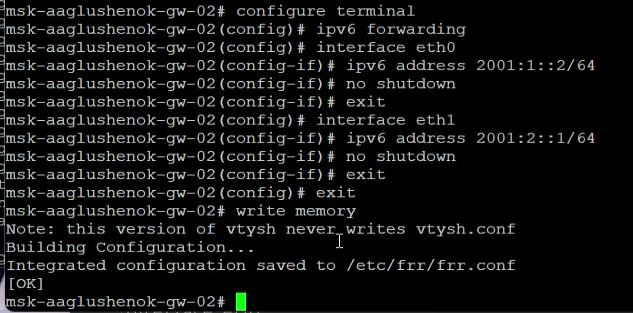 msk-aaglushenok-gw-02# configure terminal
msk-aaglushenok-gw-02(config)# ipv6 forwarding
msk-aaglushenok-gw-02(config)# interface eth0
msk-aaglushenok-gw-02(config-if)# ipv6 address 2001:1::2/64
msk-aaglushenok-gw-02(config-if)# no shutdown
msk-aaglushenok-gw-02(config-if)# exit
msk-aaglushenok-gw-02(config)# interface eth1
msk-aaglushenok-gw-02(config-if)# ipv6 address 2001:2::1/64
msk-aaglushenok-gw-02(config-if)# no shutdown
msk-aaglushenok-gw-02(config-if)# exit
msk-aaglushenok-gw-02(config)# exit
msk-aaglushenok-gw-02# write memory
Note: this version of vtysh never writes vtysh.conf
Building Configuration...
Integrated configuration saved to /etc/frr/frr.conf
[OK]
msk-aaglushenok-gw-02#